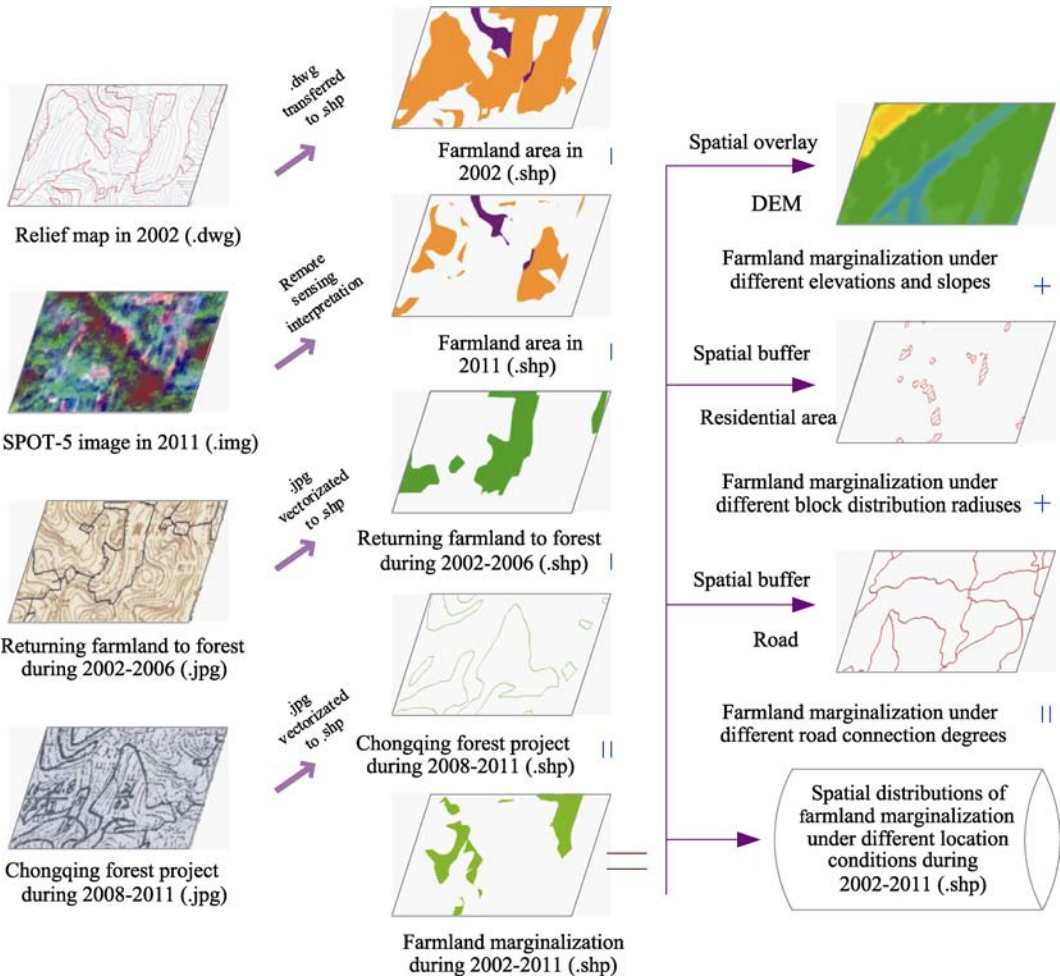 Relief map in 2002 (.dwg)
SPOT-5 image in 2011 (.img)
Returning farmland to forest
during 2002-2006 (.jpg)
Chongqing forest project
during 2008-2011 (.jpg)
.dwg
transferred
to .shp
Remote
sensing
interpretation
.jpg
vectorizated
to .shp
.jpg
vectorizated
to .shp
Farmland area in
2002 (.shp)
Farmland area in
2011 (.shp)
Returning farmland to forest
during 2002-2006 (.shp)
Chongqing forest project
during 2008-2011 (.shp)
Farmland marginalization
during 2002-2011 (.shp)
Spatial overlay
DEM
Farmland marginalization under
different elevations and slopes
+
Spatial buffer
Residential area
Farmland marginalization under
different block distribution radiuses
+
Spatial buffer
Road
Farmland marginalization under
different road connection degrees
Spatial distributions of
farmland marginalization
under different location
conditions during
2002-2011 (.shp)